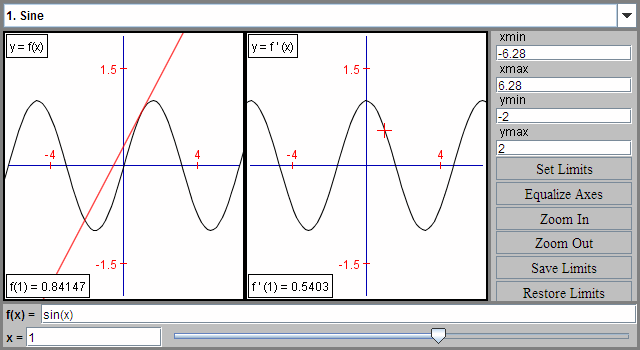 1. Sine
y = f(x)
1.5
-4
4
-1.5
f(1) = 0.84147
y = f ' (x)
1.5
-4
4
-1.5
f ' (1) = 0.5403
xmin
-6.28
xmax
6.28
ymin
-2
ymax
2
Set Limits
Equalize Axes
Zoom In
Zoom Out
Save Limits
Restore Limits
f(x) = sin(x)
x = 1